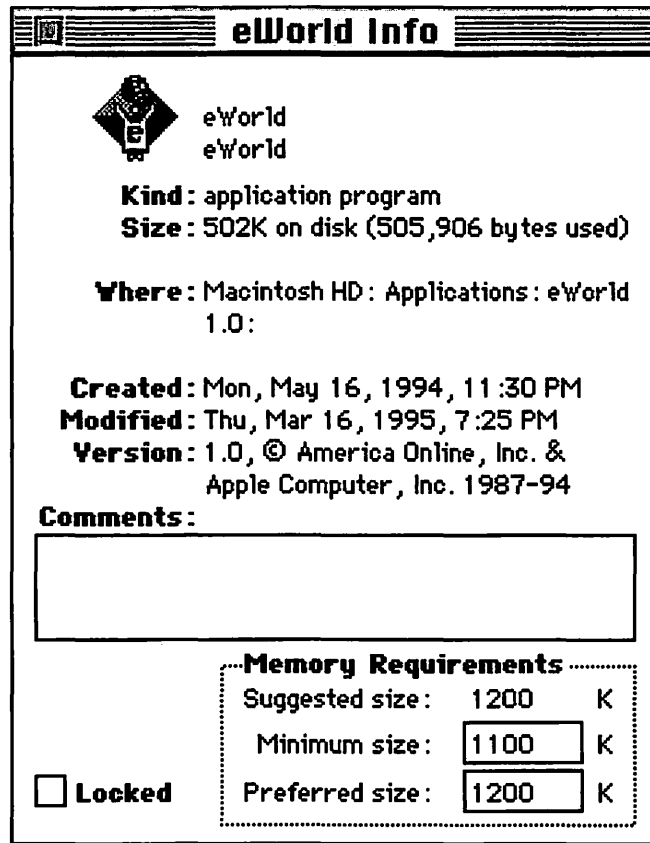 eWorld Info
e
eWorld
eWorld
Kind: application program
Size: 502K on disk (505,906 bytes used)
Where: Macintosh HD: Applications: eWorld
1.0:
Created: Mon, May 16, 1994, 11:30 PM
Modified: Thu, Mar 16, 1995, 7:25 PM
Version: 1.0, © America Online, Inc. &
Apple Computer, Inc. 1987-94
Comments:
Memory Requirements
Suggested size: 1200 K
Minimum size: 1100 K
Locked
Preferred size: 1200 K